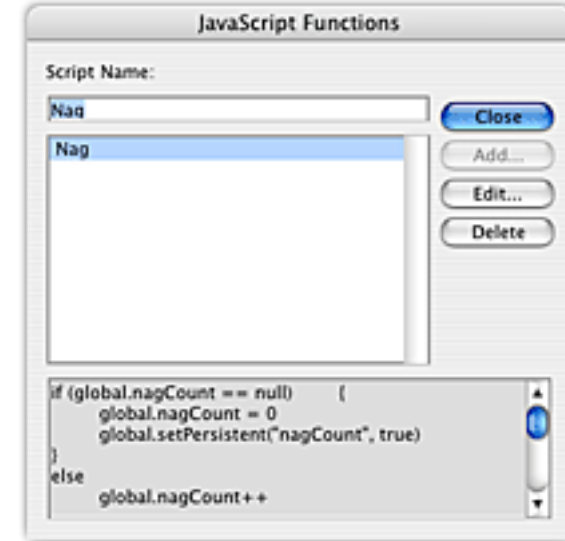 JavaScript Functions
Script Name:
Nag
Close
Nag
Add...
Edit...
Delete
if (global.nagCount == null)     {
     global.nagCount = 0
     global.setPersistent("nagCount", true)
}
else
     global.nagCount++